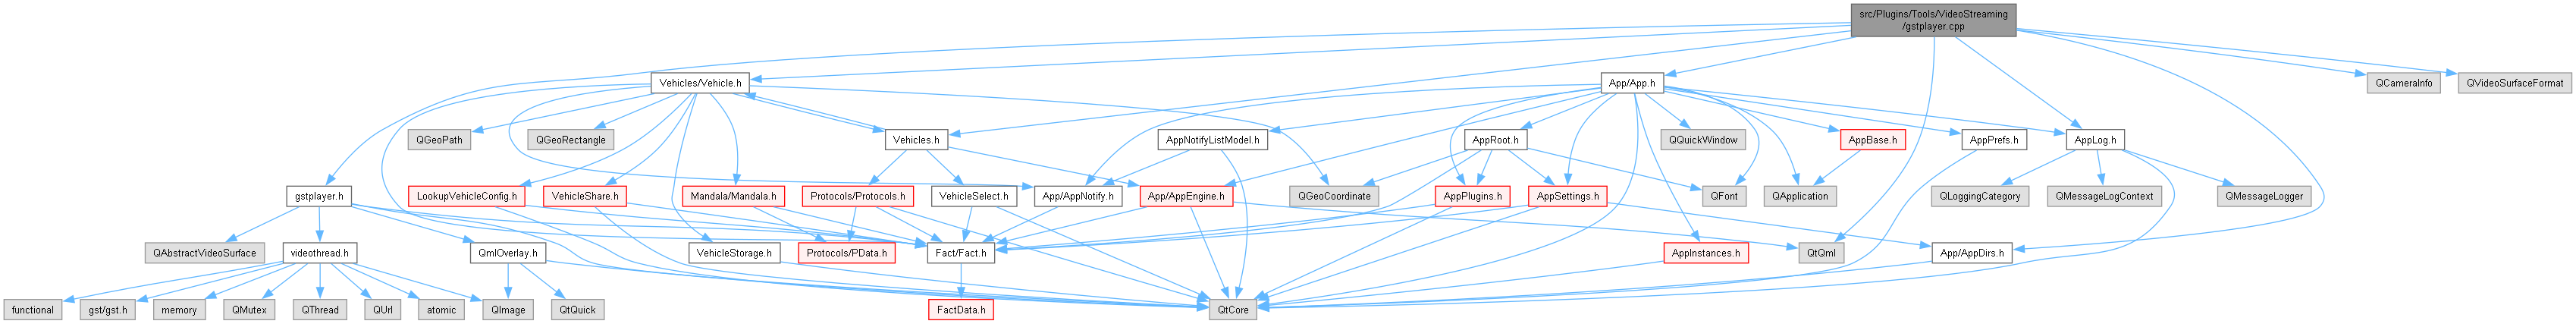 src/Plugins/Tools/VideoStreaming
/gstplayer.cpp
Vehicles/Vehicle.h
App/App.h
QCameraInfo
QVideoSurfaceFormat
QGeoPath
QGeoRectangle
Vehicles.h
AppNotifyListModel.h
AppRoot.h
QQuickWindow
AppBase.h
AppPrefs.h
AppLog.h
gstplayer.h
LookupVehicleConfig.h
VehicleShare.h
Mandala/Mandala.h
Protocols/Protocols.h
VehicleSelect.h
App/AppNotify.h
App/AppEngine.h
QGeoCoordinate
AppPlugins.h
AppSettings.h
QFont
QApplication
QLoggingCategory
QMessageLogContext
QMessageLogger
QAbstractVideoSurface
videothread.h
QmlOverlay.h
VehicleStorage.h
Protocols/PData.h
Fact/Fact.h
AppInstances.h
QtQml
App/AppDirs.h
functional
gst/gst.h
memory
QMutex
QThread
QUrl
atomic
QImage
QtQuick
FactData.h
QtCore